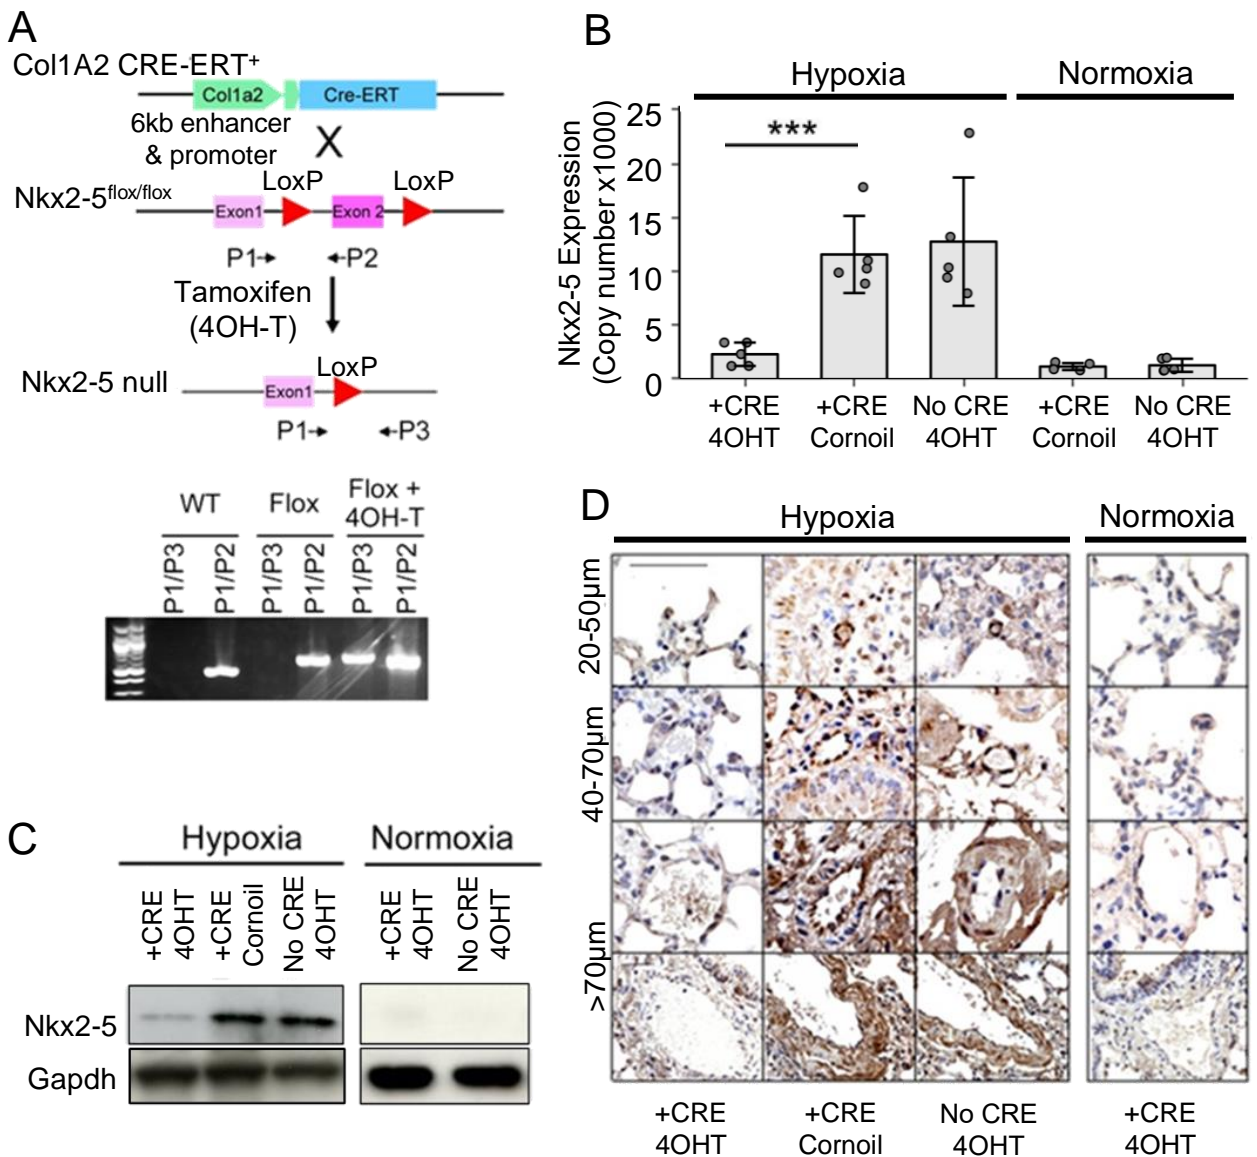 A
Col1A2 CRE-ERT+
Col1a2
Cre-ERT
6kb enhancer
& promoter
X
LoxP
LoxP
Nkx2-5flox/flox
Exon1
Exon 2
P1
P2
Tamoxifen
(4OH-T)
LoxP
Nkx2-5 null
Exon1
P1
P3
WT
Flox
Flox +
4OH-T
P1/P3
P1/P2
P1/P3
P1/P2
P1/P3
P1/P2
B
Hypoxia
Normoxia
Nkx2-5 Expression
(Copy number x1000)
25
20
15
10
5
0
***
+CRE
4OHT
+CRE
Cornoil
No CRE
4OHT
+CRE
Cornoil
No CRE
4OHT
C
Hypoxia
Normoxia
+CRE
4OHT
+CRE
Cornoil
No CRE
4OHT
+CRE
4OHT
No CRE
4OHT
Nkx2-5
Gapdh
D
Hypoxia
Normoxia
20-50µm
40-70µm
>70µm
+CRE
4OHT
+CRE
Cornoil
No CRE
4OHT
+CRE
4OHT